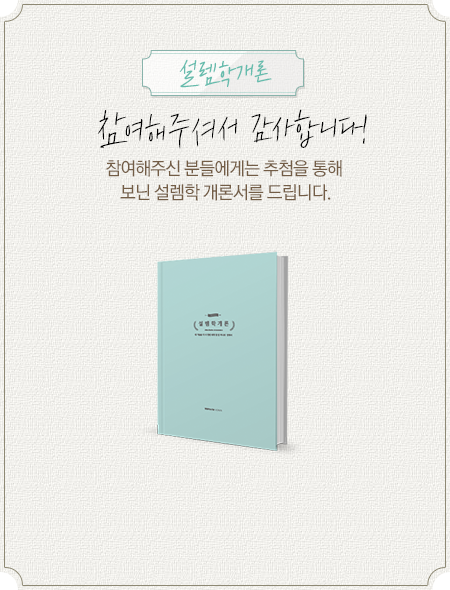 설렘학개론
참여해주셔서 감사합니다!
참여해주신 분들에게는 추첨을 통해
보닌 설렘학 개론서를 드립니다.
설렘학개론